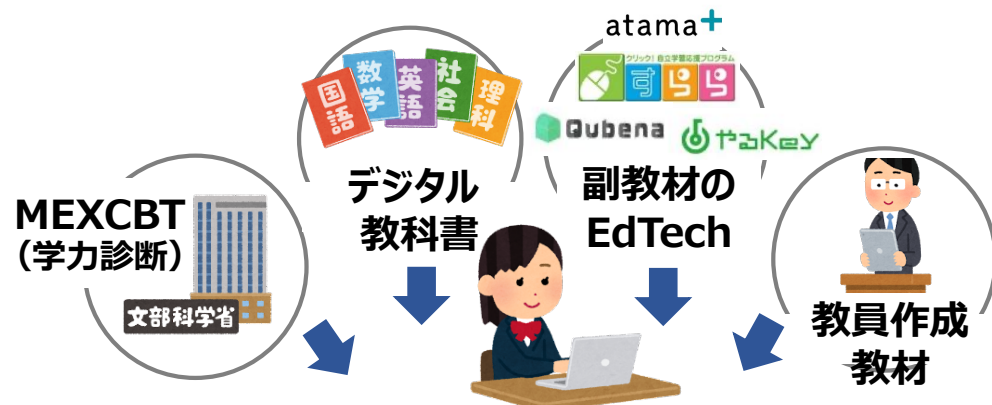 MEXCBT
（学力診断）
文部科学省
国語
数学
英語
社会
理科
デジタル
教科書
atama+
クリック! 自立学習応援プログラム
すらら
Qubena
やるKey
副教材の
EdTech
教員作成
教材